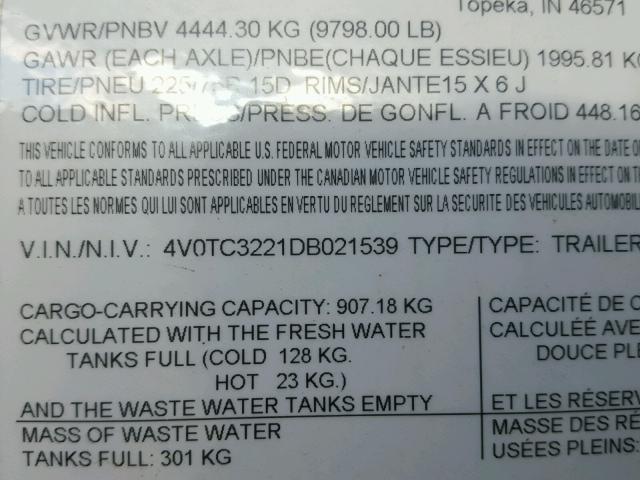 Topeka, IN 46571
GVWR/PNBV 4444.30 KG (9798.00 LB)
GAWR (EACH AXLE)/PNBE(CHAQUE ESSIEU) 1995.81 K
TIRE/PNEU 15D RIMS/JANTE15 X 6 J
COLD INFL. /PRESS. DE GONFL. A FROID 448.16
THIS VEHICLE CONFORMS TO ALL APPLICABLE U.S. FEDERAL MOTOR VEHICLE SAFETY STANDARDS IN EFFECT ON THE DATE O
TO ALL APPLICABLE STANDARDS PRESCRIBED UNDER THE CANADIAN MOTOR VEHICLE SAFETY REGULATIONS IN EFFECT ON T
A TOUTES LES NORMES QUI LUI SONT APPLICABLES EN VERTU DU REGLEMENT SUR LA SECURITE DES VEHICULES AUTOMOBIL
V.I.N./N.I.V.: 4V0TC3221DB021539 TYPE/TYPE: TRAILER
CARGO-CARRYING CAPACITY: 907.18 KG
CALCULATED WITH THE FRESH WATER
TANKS FULL (COLD 128 KG.
HOT 23 KG.)
AND THE WASTE WATER TANKS EMPTY
MASS OF WASTE WATER
TANKS FULL: 301 KG
CAPACITÉ DE C
CALCULÉE AVE
DOUCE PLE
ET LES RÉSERV
MASSE DES RÉ
USÉES PLEINS: